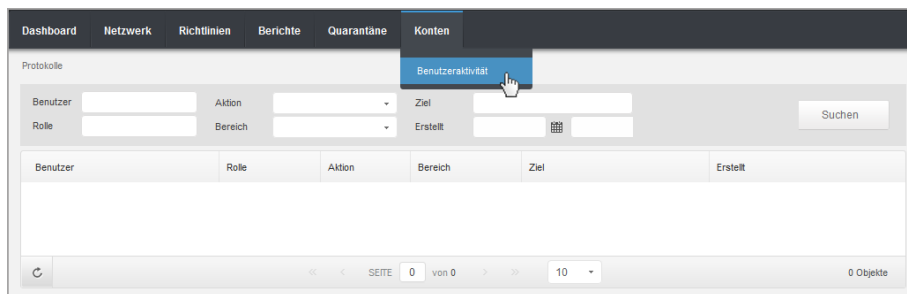 Dashboard Netzwerk Richtlinien Berichte Quarantäne Konten
Protokolle Benutzeraktivität
Benutzer Aktion Ziel
Suchen
Rolle Bereich Erstellt
Benutzer Rolle Aktion Bereich Ziel Erstellt
SEITE 0 von 0 10 0 Objekte